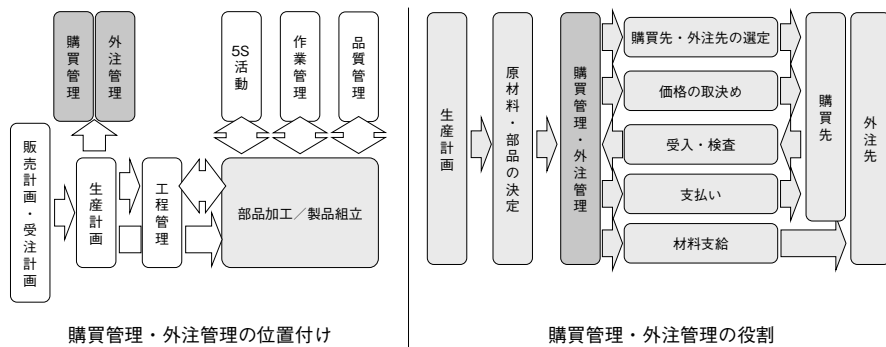 購買管理
外注管理
5S活動
作業管理
品質管理
販売計画・受注計画
生産計画
工程管理
部品加工／製品組立
購買管理・外注管理の位置付け
生産計画
原材料・部品の決定
購買管理・外注管理
購買先・外注先の選定
価格の取決め
受入・検査
支払い
材料支給
購買先
外注先
購買管理・外注管理の役割